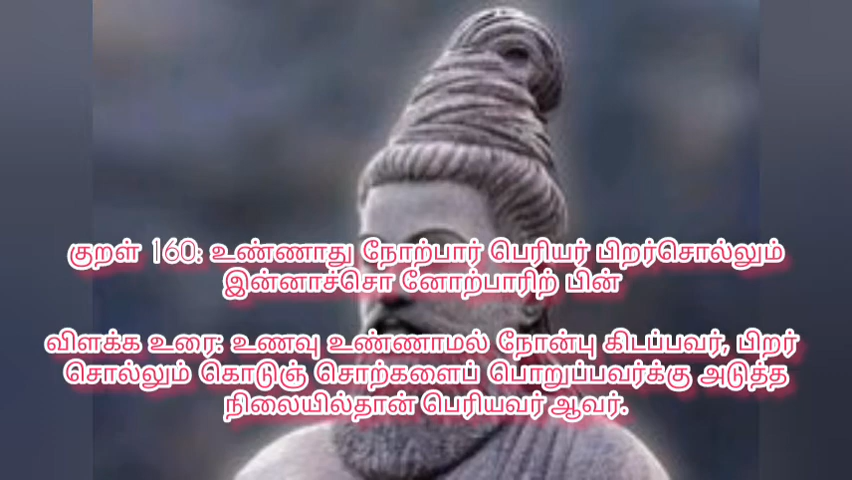 குறள் 160: உண்ணாது நோற்பார் பெரியர் பிறர்சொல்லும்
இன்னாச்சொ னோற்பாரிற் பின்
விளக்க உரை: உணவு உண்ணாமல் நோன்பு கிடப்பவர், பிறர்
சொல்லும் கொடுஞ் சொற்களைப் பொறுப்பவர்க்கு அடுத்த
நிலையில்தான் பெரியவர் ஆவர்.